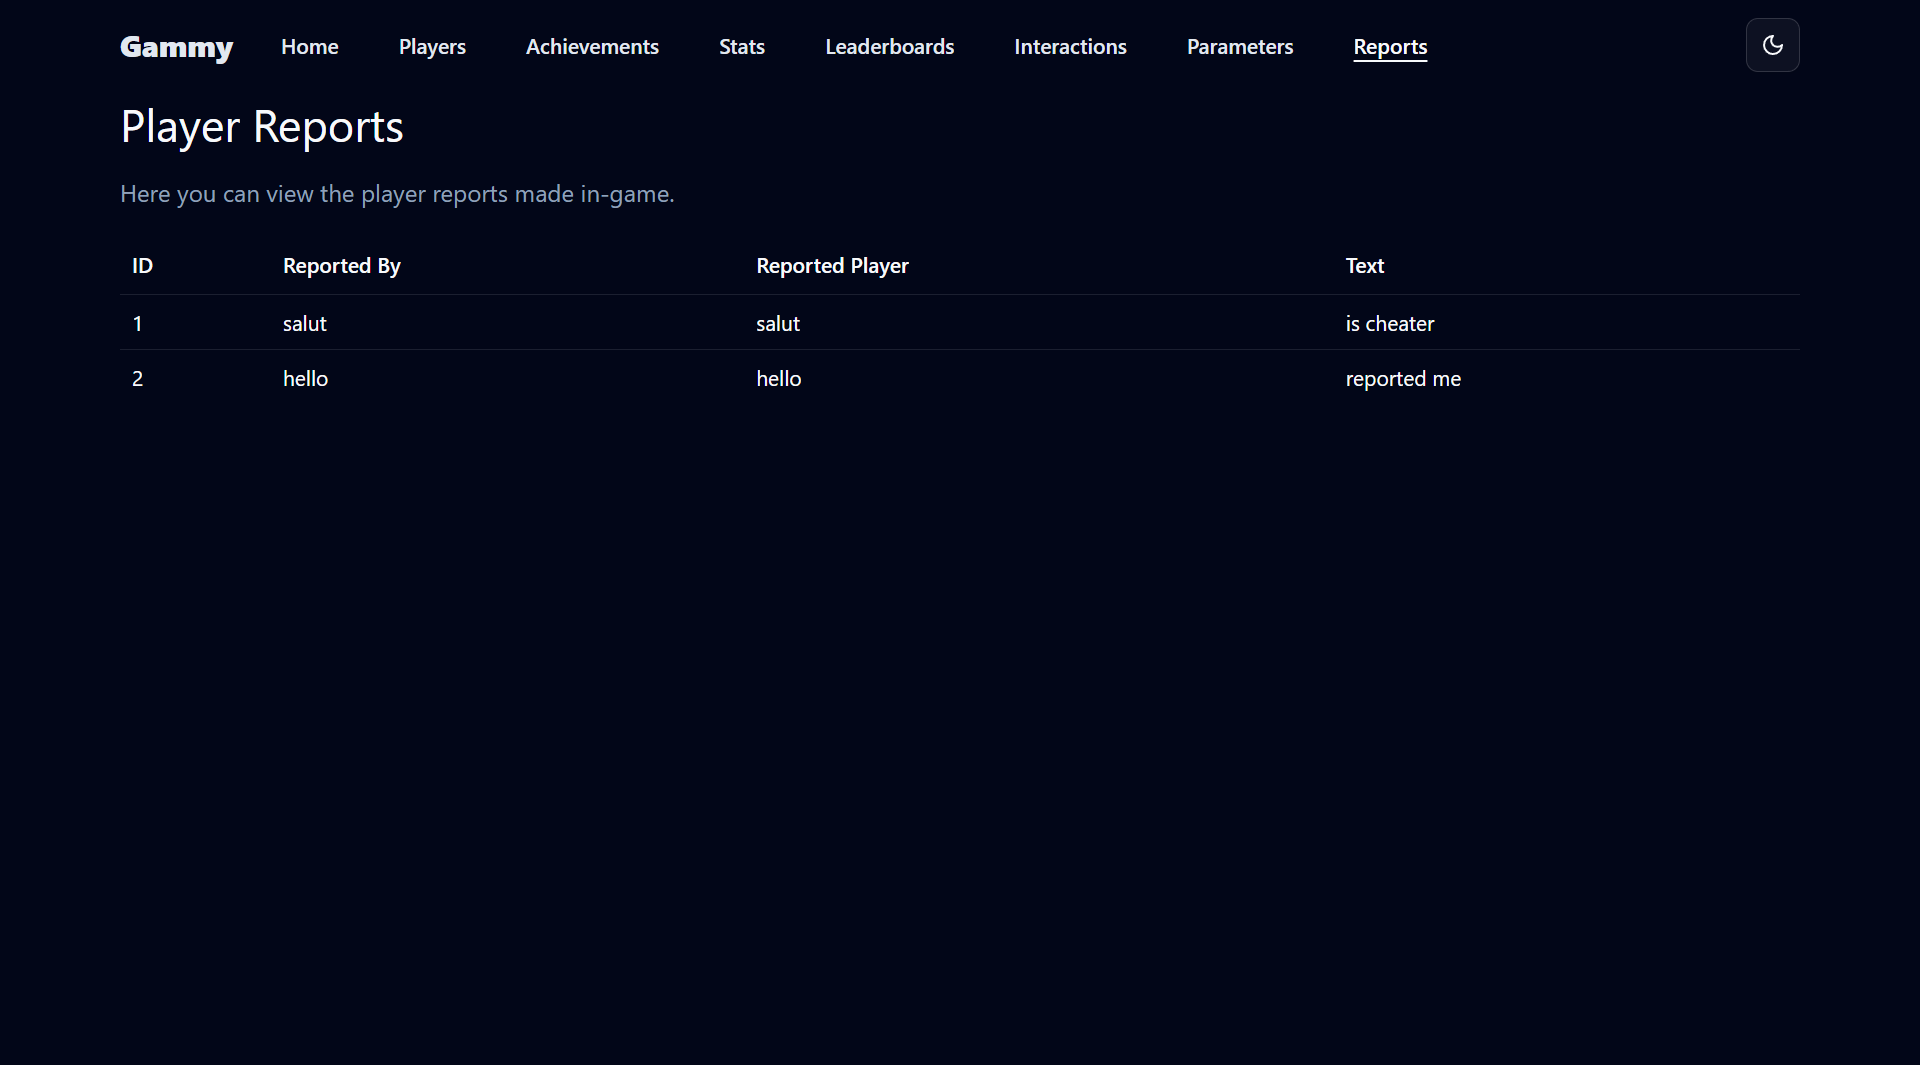 Gammy Home Players Achievements Stats Leaderboards Interactions Parameters Reports
Player Reports
Here you can view the player reports made in-game.
ID Reported By Reported Player Text
1 salut salut is cheater
2 hello hello reported me